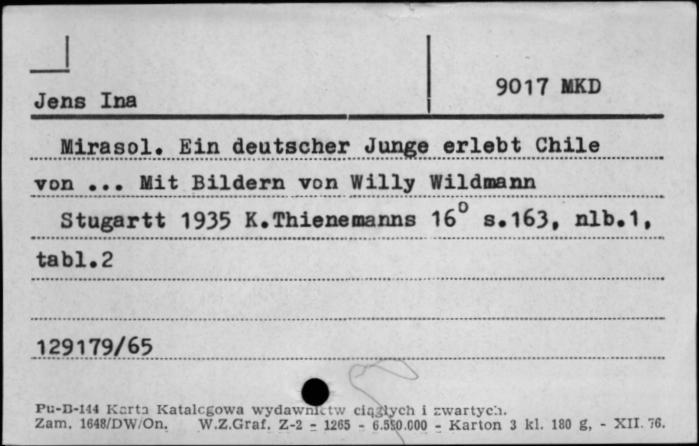 9017 MKD
Jens Ina
Mirasol. Ein deutscher Junge erlebt Chile
von ... Mit Bildern von Willy Wildmann
Stugartt 1935 K.Thienemanns 16° s.163, nlb.1,
tabl.2
129179/65
Pu-D-144 Karta Katalogowa wydawnictw ciągłych i zwartych.
Zam. 1648/DW/On. W.Z.Graf. Z-2 - 1265 - 6.550.000 - Karton 3 kl. 180 g, - XII. 76.